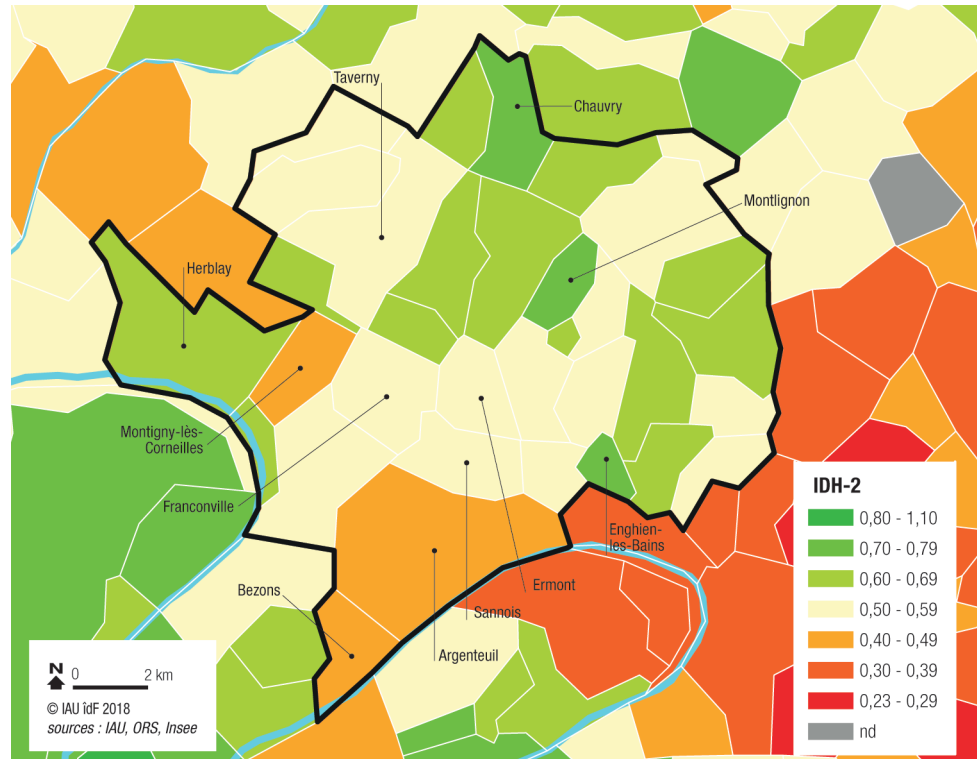 Taverny
Chauvry
Montlignon
Herblay
Montigny-lès-
Corneilles
Franconville
Enghien-
les-Bains
Ermont
Bezons
Sannois
Argenteuil
IDH-2
0,80 - 1,10
0,70 - 0,79
0,60 - 0,69
0,50 - 0,59
0,40 - 0,49
0,30 - 0,39
0,23 - 0,29
nd
N
0 2 km
© IAU îdF 2018
sources : IAU, ORS, Insee